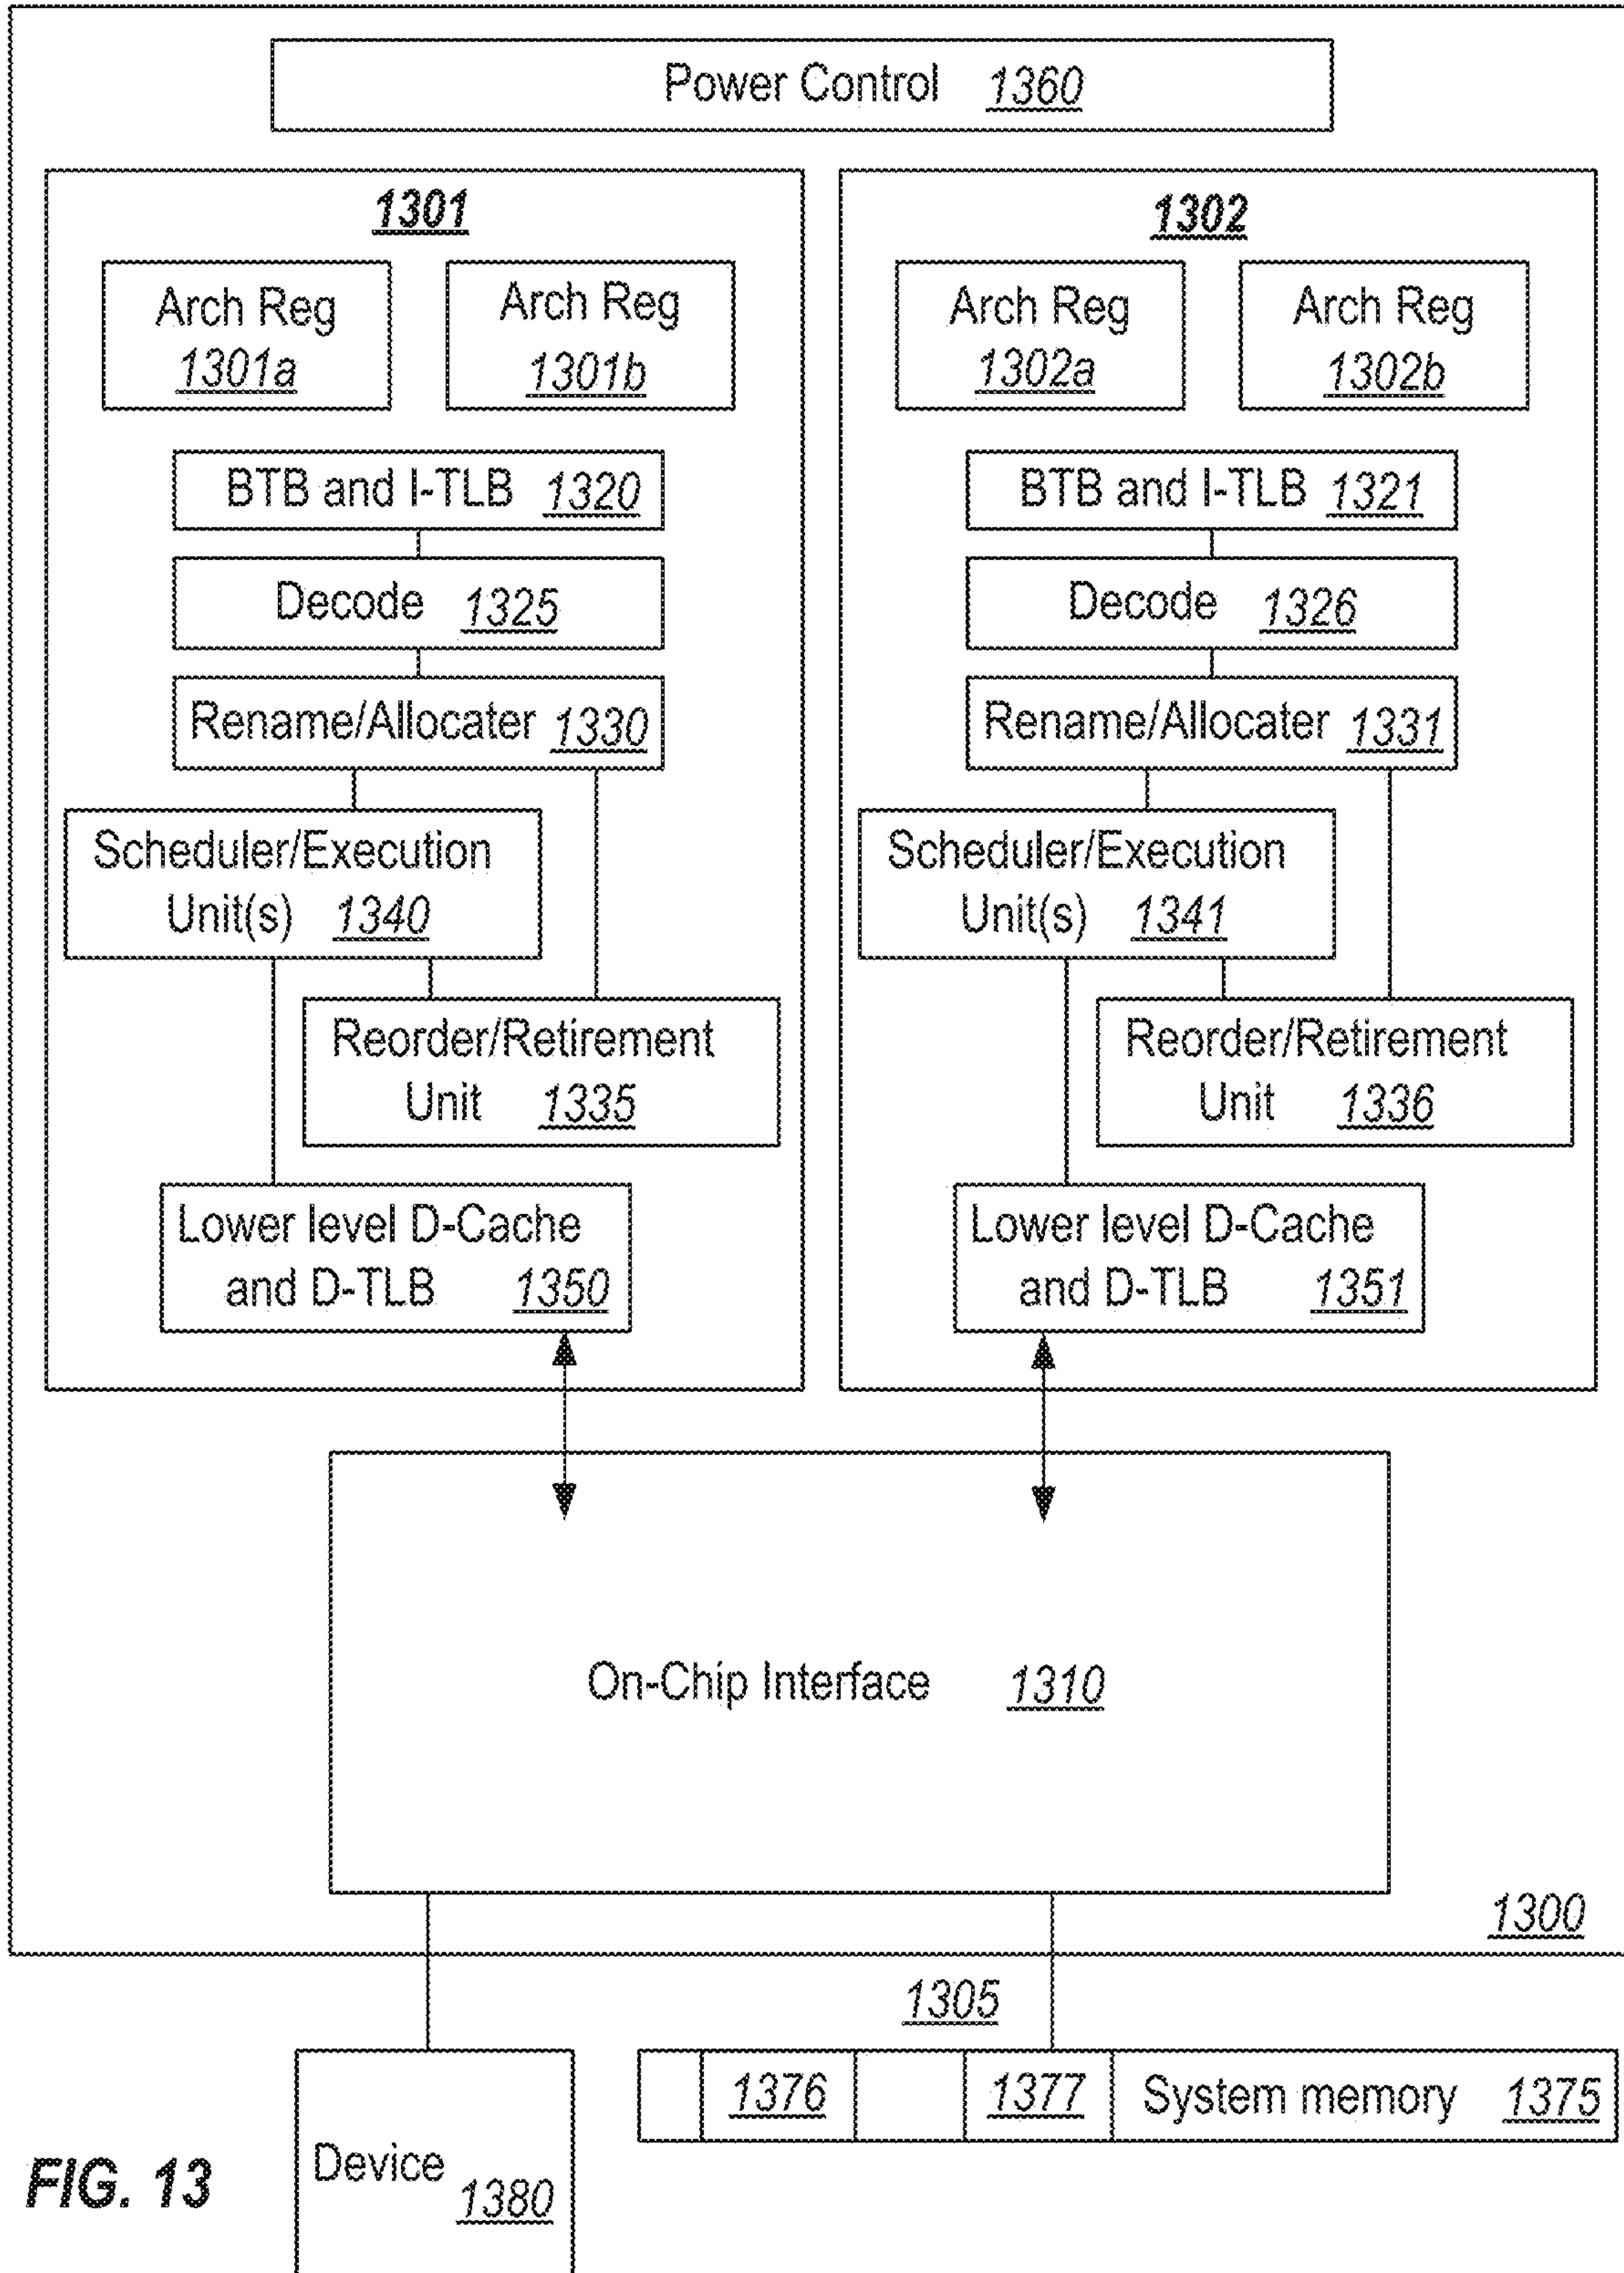 Power Control 1360
1301
Arch Reg
1301a
Arch Reg
1301b
BTB and I-TLB 1320
Decode 1325
Rename/Allocater 1330
Scheduler/Execution
Unit(s) 1340
Reorder/Retirement
Unit 1335
Lower level D-Cache
and D-TLB 1350
1302
Arch Reg
1302a
Arch Reg
1302b
BTB and I-TLB 1321
Decode 1326
Rename/Allocater 1331
Scheduler/Execution
Unit(s) 1341
Reorder/Retirement
Unit 1336
Lower level D-Cache
and D-TLB 1351
On-Chip Interface 1310
1300
1305
1376
1377
System memory 1375
Device 1380
FIG. 13